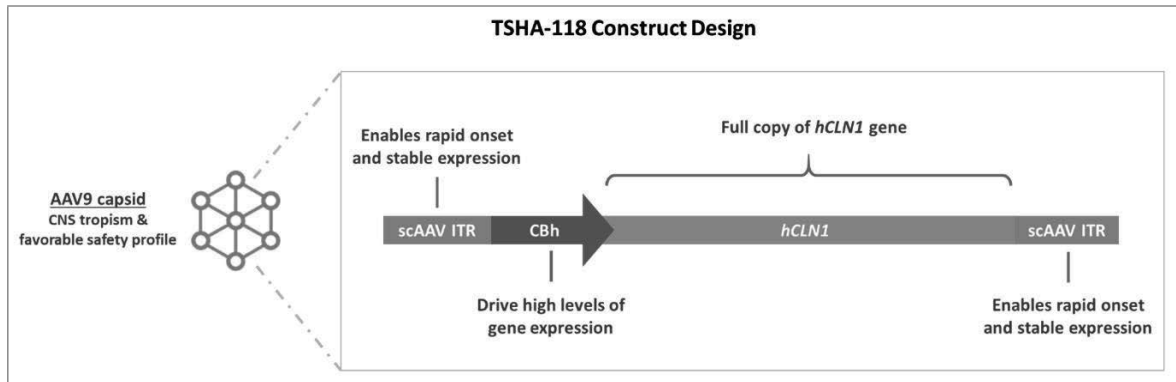 TSHA-118 Construct Design
Enables rapid onset
and stable expression
Full copy of hCLN1 gene
AAV9 capsid
CNS tropism &
favorable safety profile
scAAV ITR
CBh
hCLN1
scAAV ITR
Drive high levels of
gene expression
Enables rapid onset
and stable expression